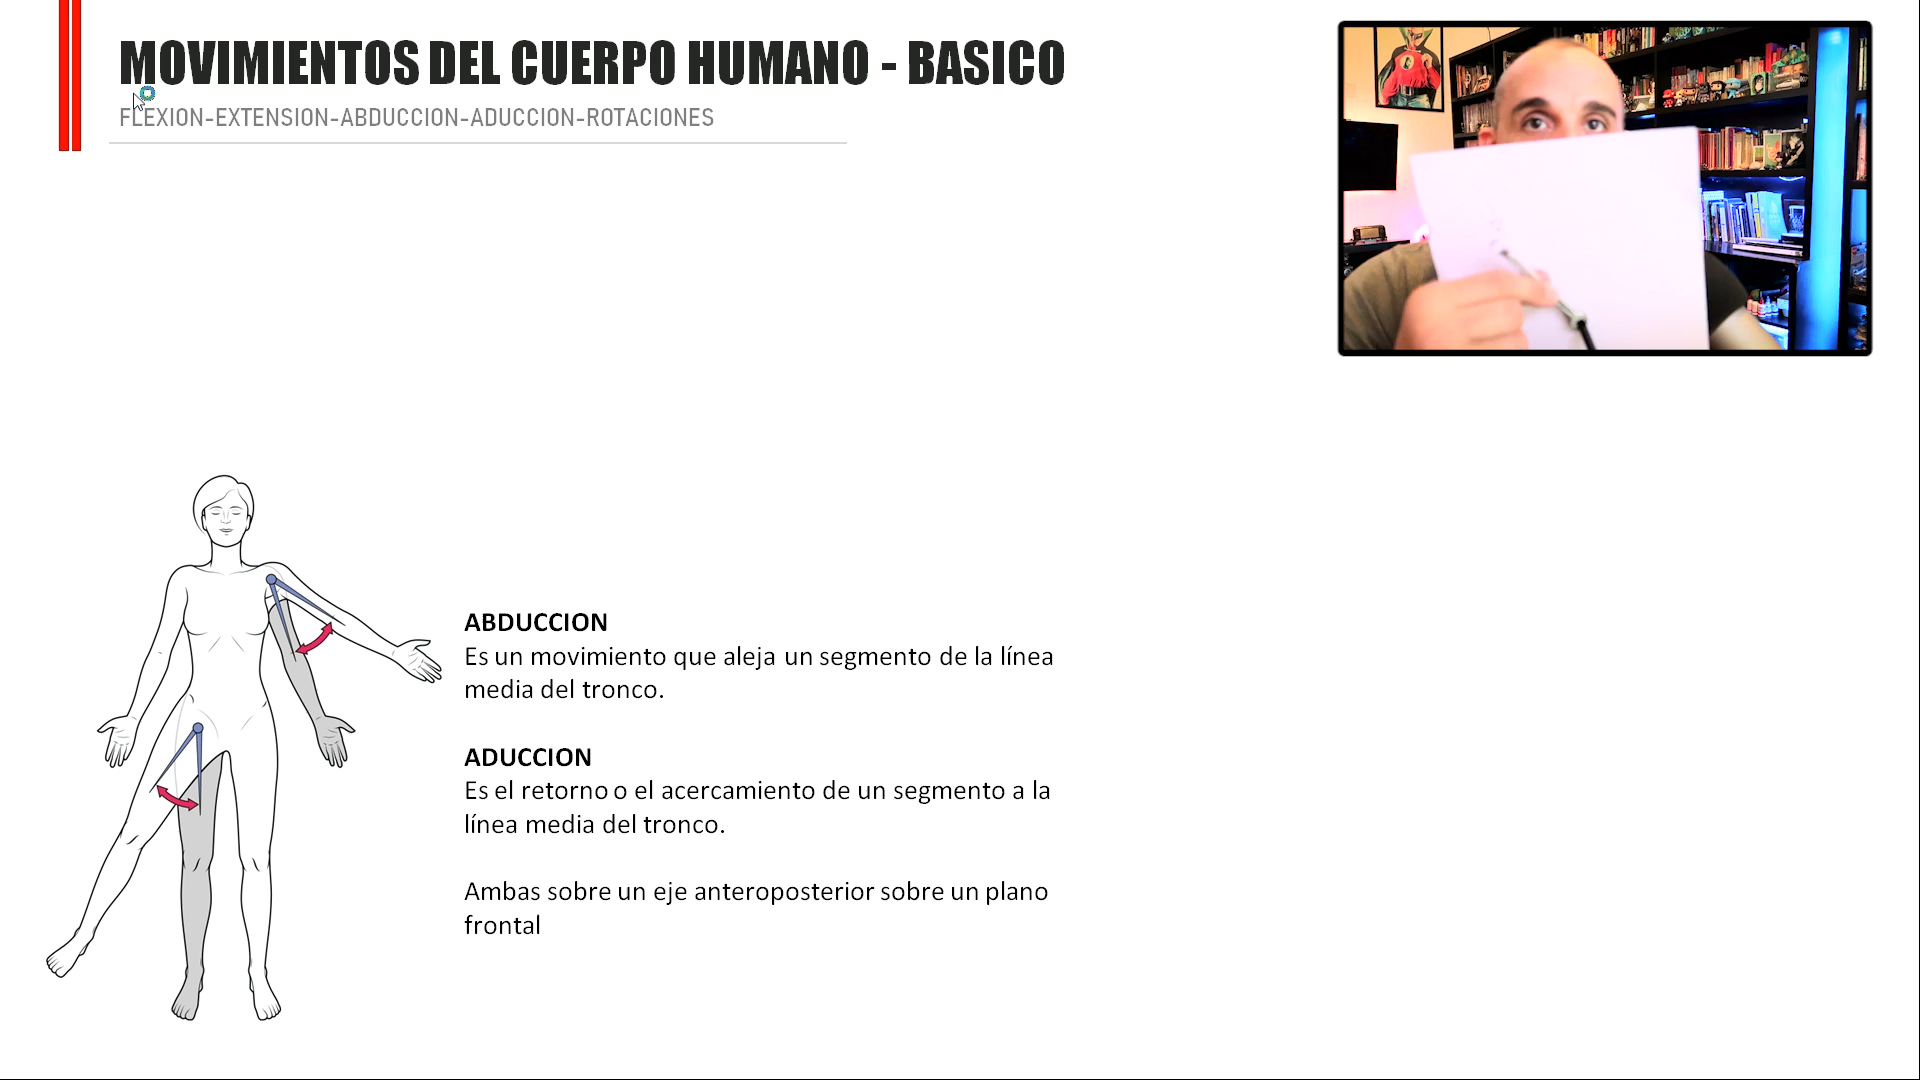 MOVIMIENTOS DEL CUERPO HUMANO - BASICO
FLEXION-EXTENSION-ABDUCCION-ADUCCION-ROTACIONES
ABDUCCION
Es un movimiento que aleja un segmento de la línea
media del tronco.
ADUCCION
Es el retorno o el acercamiento de un segmento a la
línea media del tronco.
Ambas sobre un eje anteroposterior sobre un plano
frontal